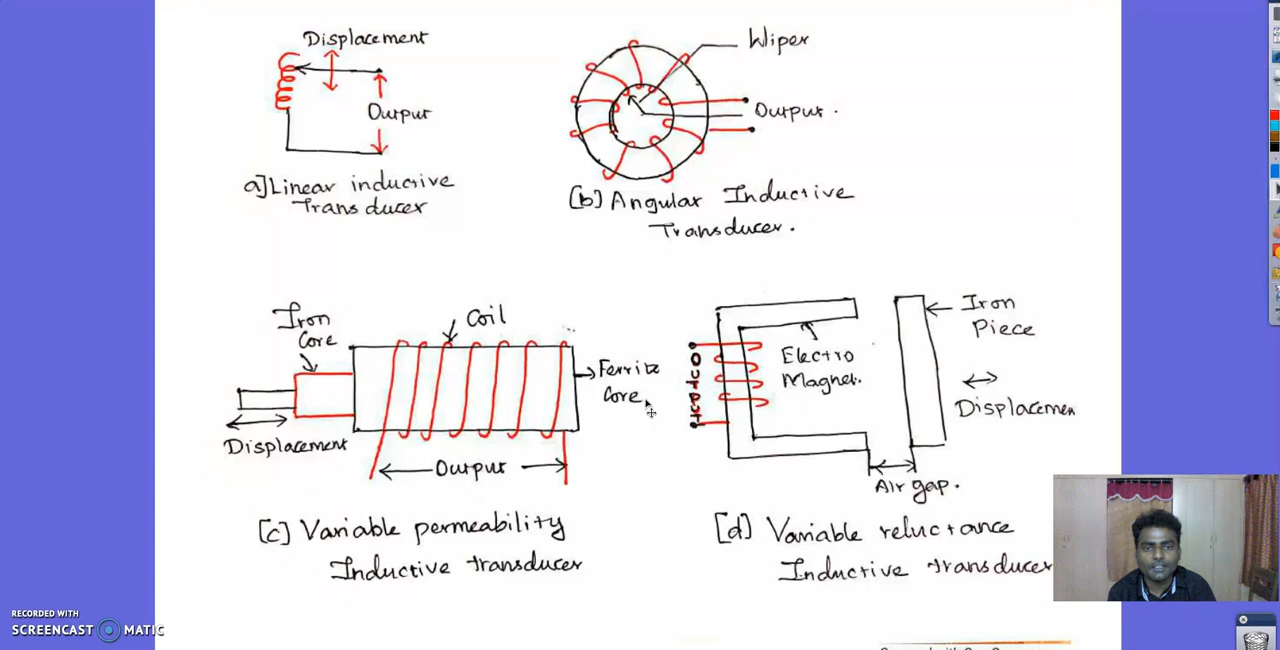 Displacement
Output
a] Linear inductive
Transducer
Wiper
Output.
[b] Angular Inductive
Transducer.
Iron
Core
Coil
Ferrite
Core.
Displacement
Output
[c] Variable permeability
Inductive transducer
Output
Electro
Magnet.
Iron
Piece
Displacemen
Air gap.
[d] Variable reluctance
Inductive transducer
RECORDED WITH
SCREENCAST MATIC